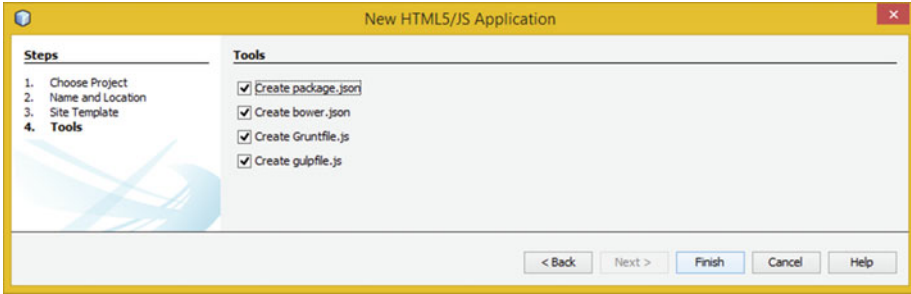 New HTML5/JS Application
Steps
1. Choose Project
2. Name and Location
3. Site Template
4. Tools
Tools
Create package.json
Create bower.json
Create Gruntfile.js
Create gulpfile.js
< Back Next > Finish Cancel Help